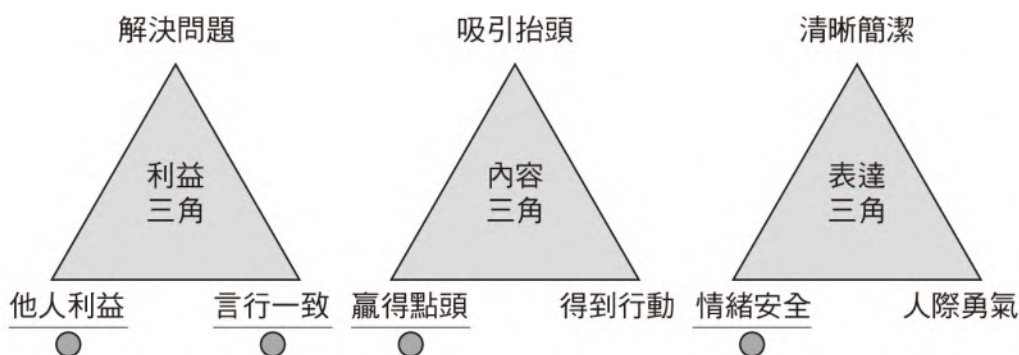 解決問題
吸引抬頭
清晰簡潔
利益
三角
內容
三角
表達
三角
他人利益
言行一致
贏得點頭
得到行動
情緒安全
人際勇氣